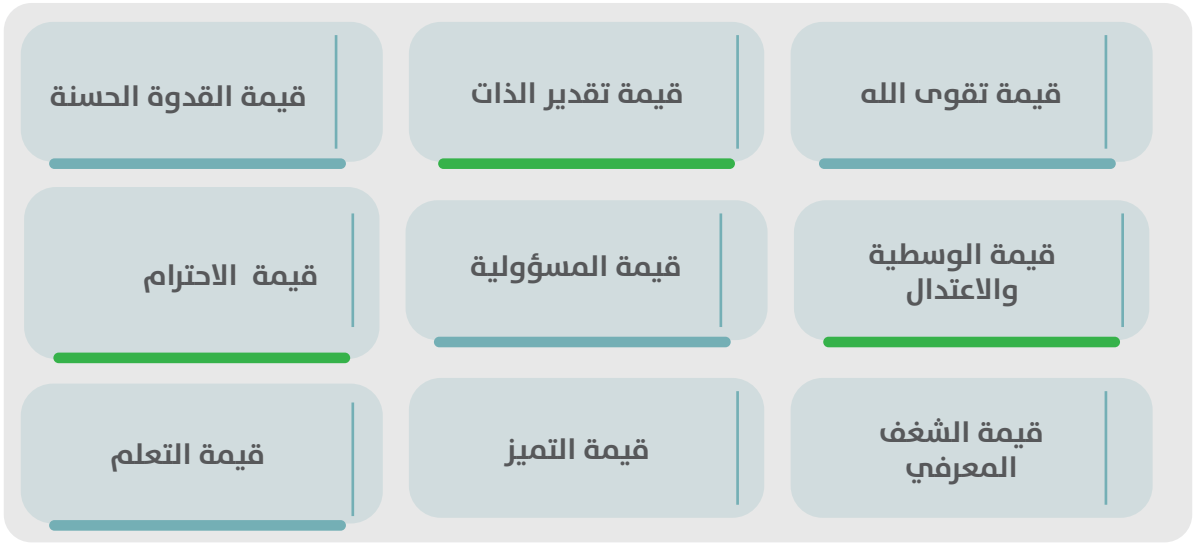 قيمة تقوى الله
قيمة تقدير الذات
قيمة القدوة الحسنة
قيمة الوسطية
والاعتدال
قيمة المسؤولية
قيمة الاحترام
قيمة الشغف
المعرفي
قيمة التميز
قيمة التعلم